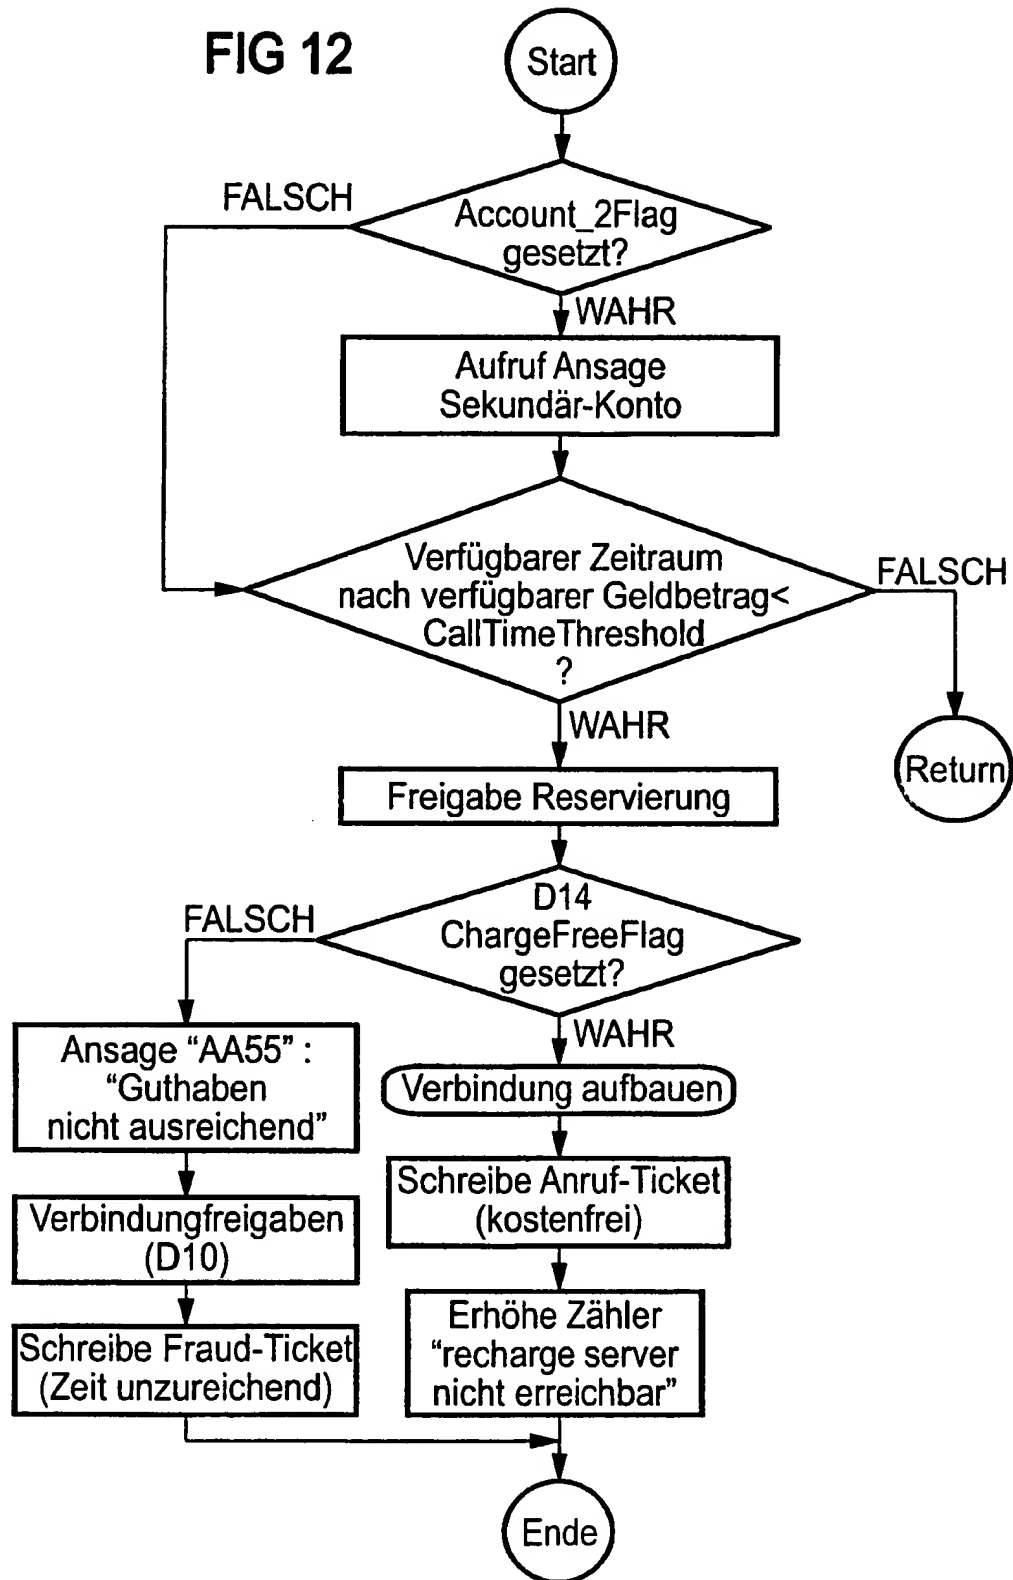 FIG 12
Start
FALSCH
Account_2Flag
gesetzt?
WAHR
Aufruf Ansage
Sekundär-Konto
Verfügbarer Zeitraum
nach verfügbarer Geldbetrag<
CallTimeThreshold
?
FALSCH
WAHR
Return
Freigabe Reservierung
D14
ChargeFreeFlag
gesetzt?
FALSCH
WAHR
Ansage “AA55” :
“Guthaben
nicht ausreichend”
Verbindungfreigaben
(D10)
Schreibe Fraud-Ticket
(Zeit unzureichend)
Verbindung aufbauen
Schreibe Anruf-Ticket
(kostenfrei)
Erhöhe Zähler
“recharge server
nicht erreichbar”
Ende